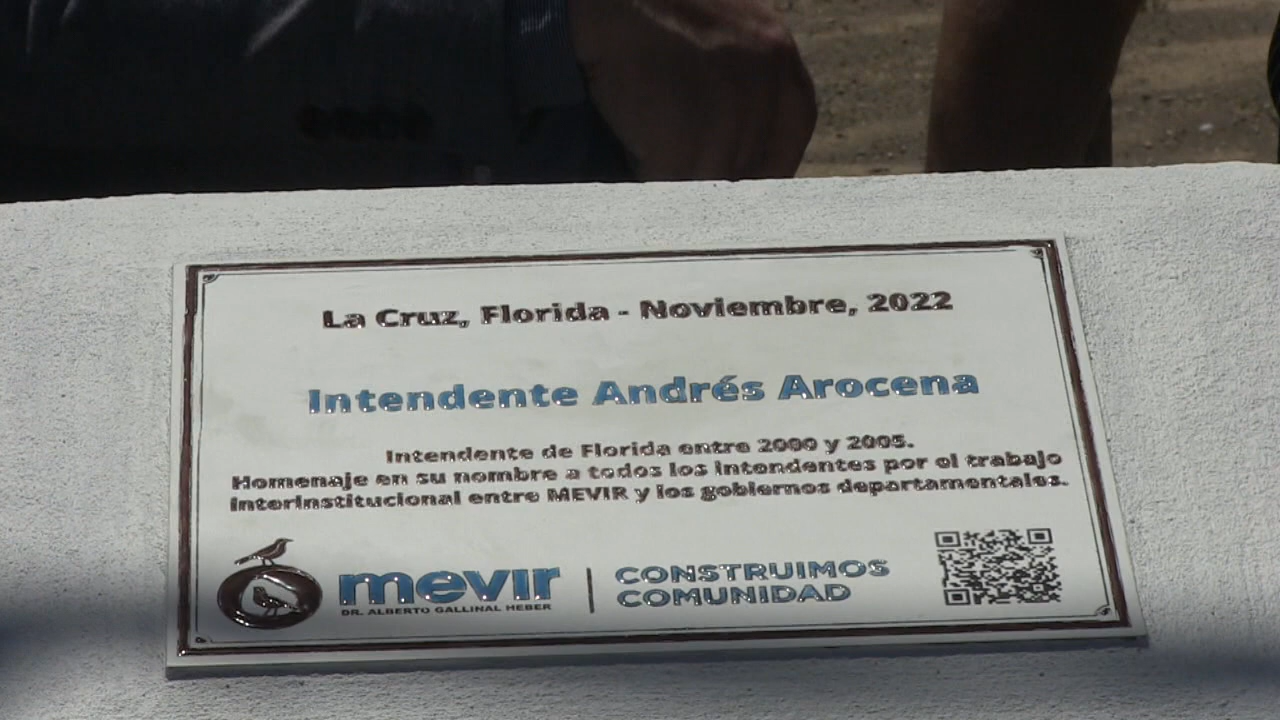 La Cruz, Florida - Noviembre, 2022
Intendente Andrés Arocena
Intendente de Florida entre 2000 y 2005.
Homenaje en su nombre a todos los intendentes por el trabajo
interinstitucional entre MEVIR y los gobiernos departamentales.
mevir
DR. ALBERTO GALLINAL HEBER
CONSTRUIMOS
COMUNIDAD